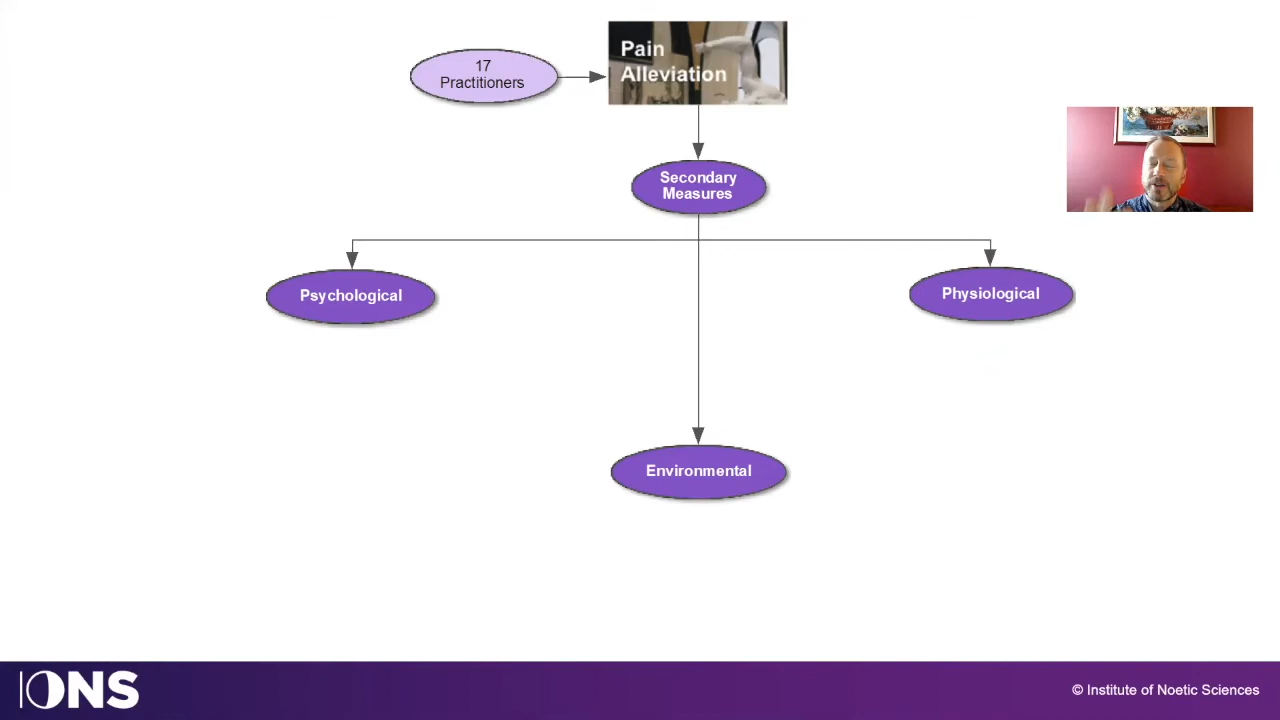 17
Practitioners
Pain
Alleviation
Secondary
Measures
Psychological
Physiological
Environmental
IONS
© Institute of Noetic Sciences